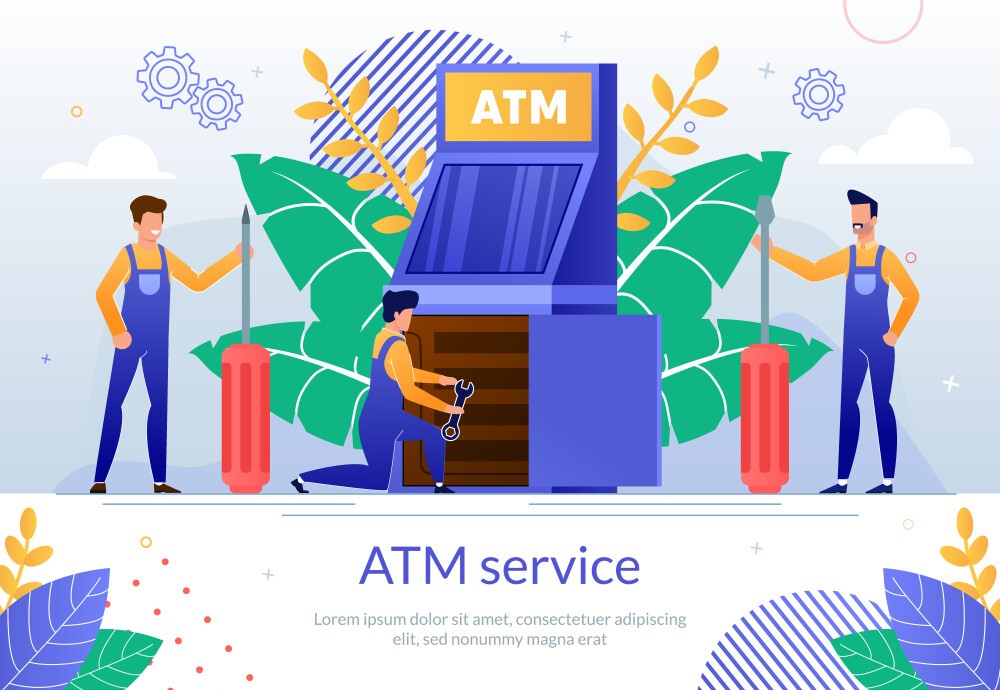 ATM
ATM service
Lorem ipsum dolor sit amet, consectetuer adipiscing
elit, sed nonummy magna erat